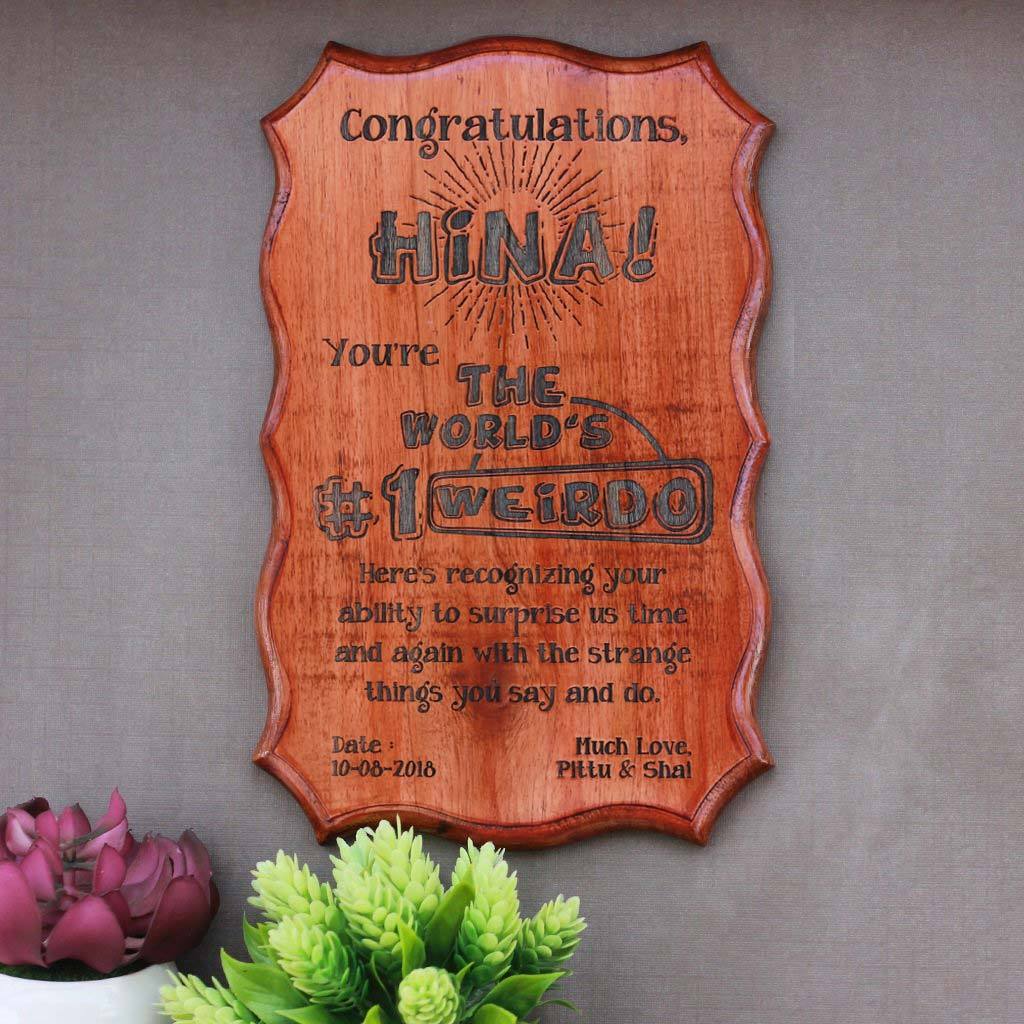 Congratulations,
HiNA!
You're
THE
WORLD'S
#1 WEiRDO
Here's recognizing your
ability to surprise us time
and again with the strange
things you say and do.
Date :
10-08-2018
Much Love,
Pittu & Shai